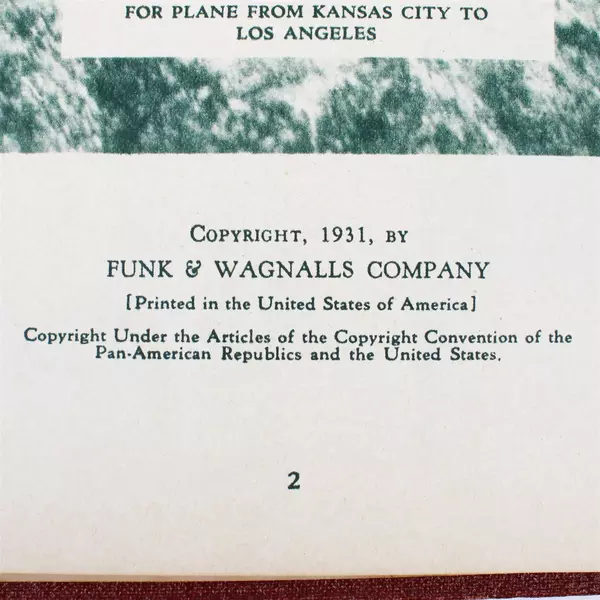 FOR PLANE FROM KANSAS CITY TO
LOS ANGELES
COPYRIGHT, 1931, BY
FUNK & WAGNALLS COMPANY
[Printed in the United States of America]
Copyright Under the Articles of the Copyright Convention of the
Pan-American Republics and the United States.
2